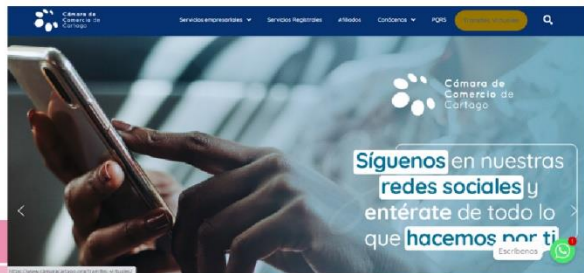 Cámara de
Comercio de
Cartago
Servicios empresariales
Servicios Registrales
Afiliados
Conócenos
PQRS
Cámara de
Comercio de
Cartago
Síguenos en nuestras
redes sociales y
entérate de todo lo
que hacemos por ti
Escríbenos